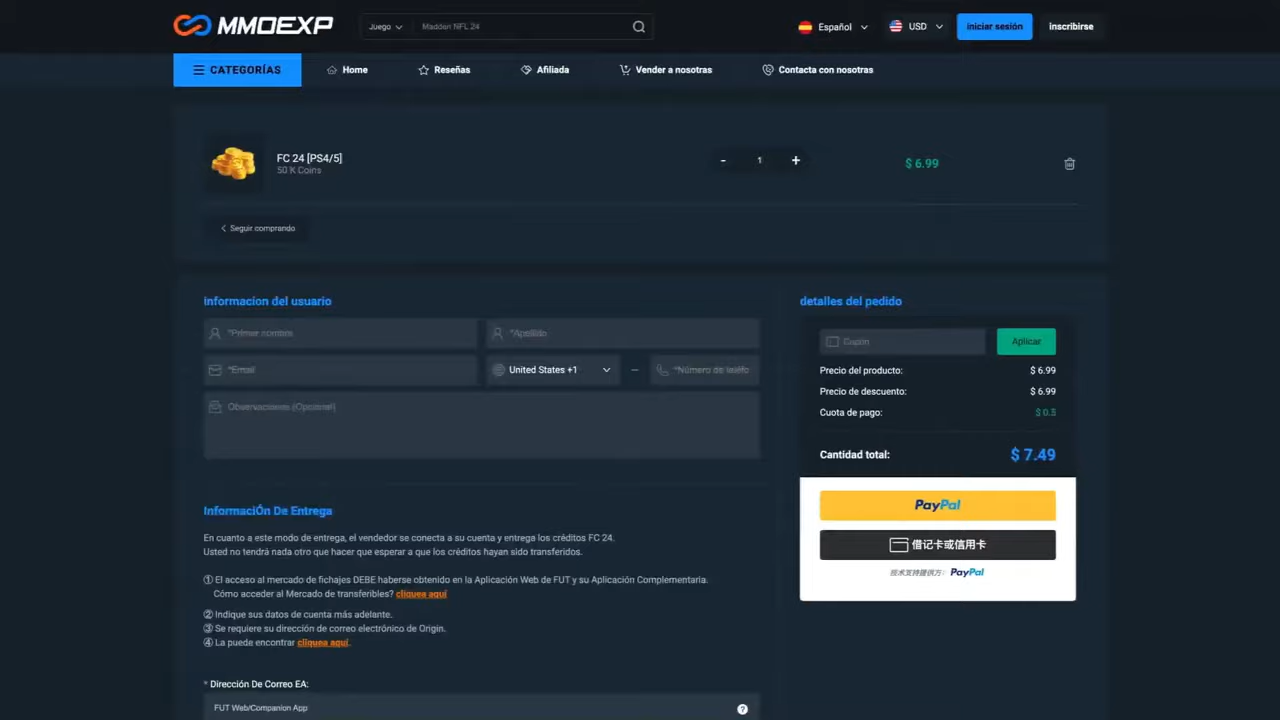 MMOEXP
Juego Madden NFL 24
Español USD Iniciar sesión Inscribirse
CATEGORÍAS Home Reseñas Afiliada Vender a nosotras Contacta con nosotras
FC 24 [PS4/5]
50 K Coins
- 1 + $ 6.99
Seguir comprando
informacion del usuario
*Primer nombre *Apellido
*Email United States +1 – *Número de teléfo
Observaciones (Opcional)
detalles del pedido
Cupón Aplicar
Precio del producto: $ 6.99
Precio de descuento: $ 6.99
Cuota de pago: $ 0.5
Cantidad total: $ 7.49
PayPal
借记卡或信用卡
技术支持提供方: PayPal
InformaciÓn De Entrega
En cuanto a este modo de entrega, el vendedor se conecta a su cuenta y entrega los créditos FC 24.
Usted no tendrá nada otro que hacer que esperar a que los créditos hayan sido transferidos.
① El acceso al mercado de fichajes DEBE haberse obtenido en la Aplicación Web de FUT y su Aplicación Complementaria.
Cómo acceder al Mercado de transferibles? cliquea aquí
② Indique sus datos de cuenta más adelante.
③ Se requiere su dirección de correo electrónico de Origin.
④ La puede encontrar cliquea aquí.
* Dirección De Correo EA:
FUT Web/Companion App ?